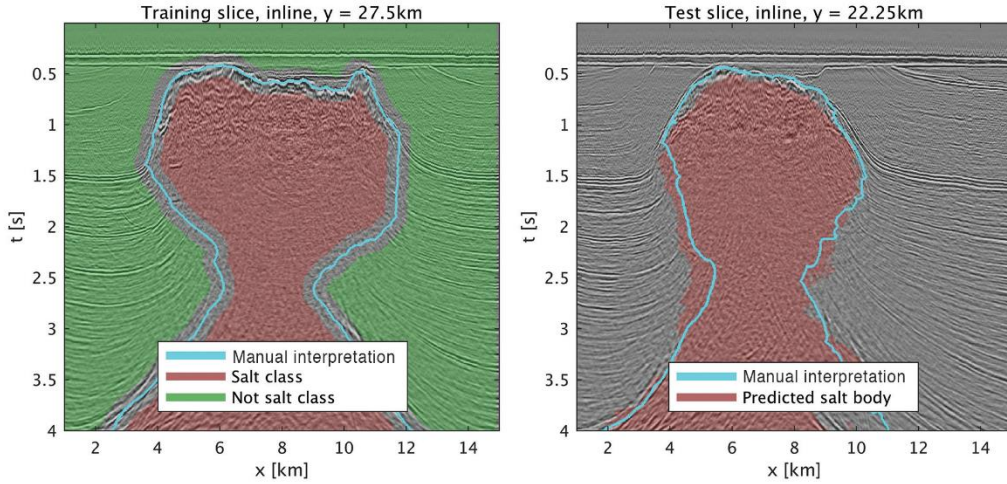 Training slice, inline, y = 27.5km
t [s]
0.5
1
1.5
2
2.5
3
3.5
4
Manual interpretation
Salt class
Not salt class
2 4 6 8 10 12 14
x [km]
Test slice, inline, y = 22.25km
t [s]
0.5
1
1.5
2
2.5
3
3.5
4
Manual interpretation
Predicted salt body
2 4 6 8 10 12 14
x [km]